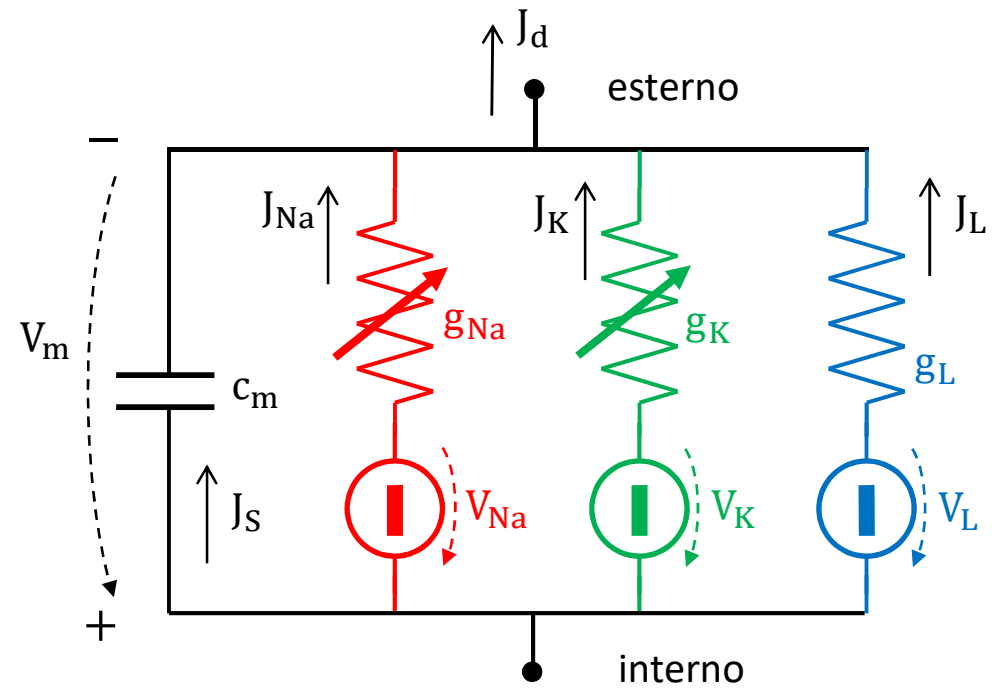 J_d
esterno
−
J_Na
J_K
J_L
V_m
g_Na
g_K
g_L
c_m
J_S
V_Na
V_K
V_L
+
interno